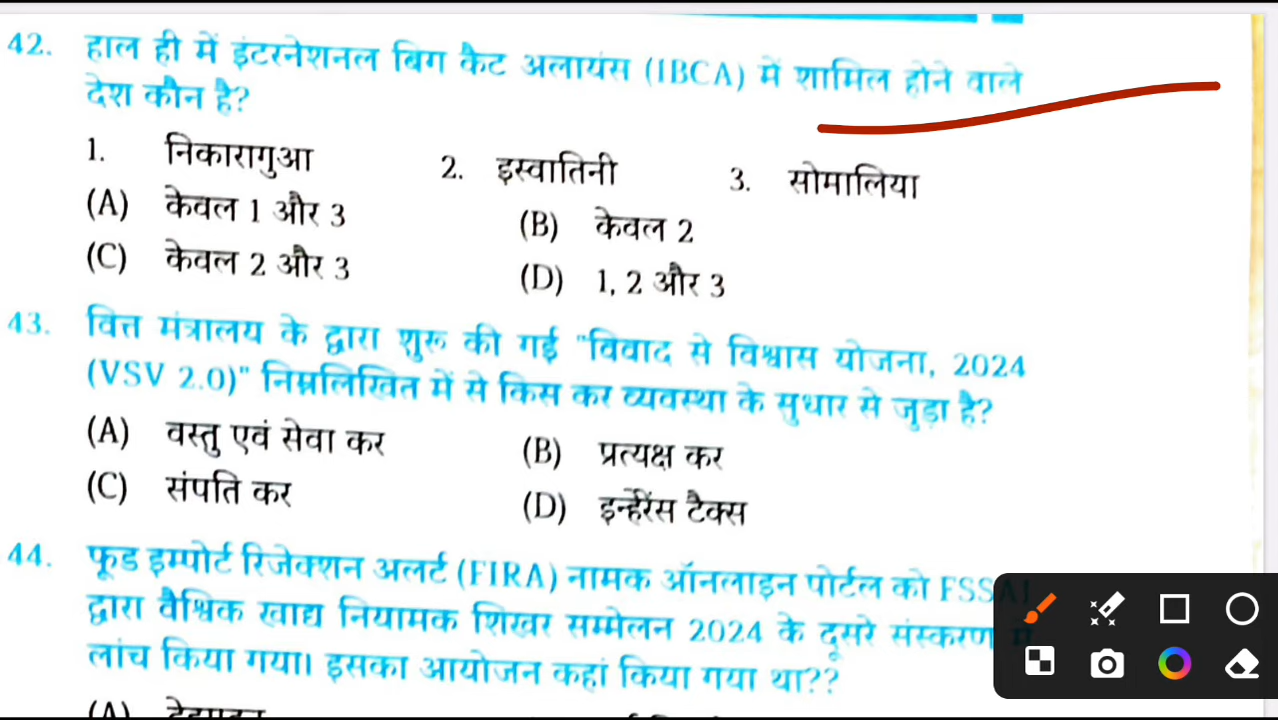 42. हाल ही में इंटरनेशनल बिग कैट अलायंस (IBCA) में शामिल होने वाले
देश कौन है?
1. निकारागुआ 2. इस्वातिनी 3. सोमालिया
(A) केवल 1 और 3 (B) केवल 2
(C) केवल 2 और 3 (D) 1, 2 और 3
43. वित्त मंत्रालय के द्वारा शुरू की गई "विवाद से विश्वास योजना, 2024
(VSV 2.0)" निम्नलिखित में से किस कर व्यवस्था के सुधार से जुड़ा है?
(A) वस्तु एवं सेवा कर (B) प्रत्यक्ष कर
(C) संपति कर (D) इन्हेरेंस टैक्स
44. फूड इम्पोर्ट रिजेक्शन अलर्ट (FIRA) नामक ऑनलाइन पोर्टल को FSSAI
द्वारा वैश्विक खाद्य नियामक शिखर सम्मेलन 2024 के दूसरे संस्करण में
लांच किया गया। इसका आयोजन कहां किया गया था??
(A)